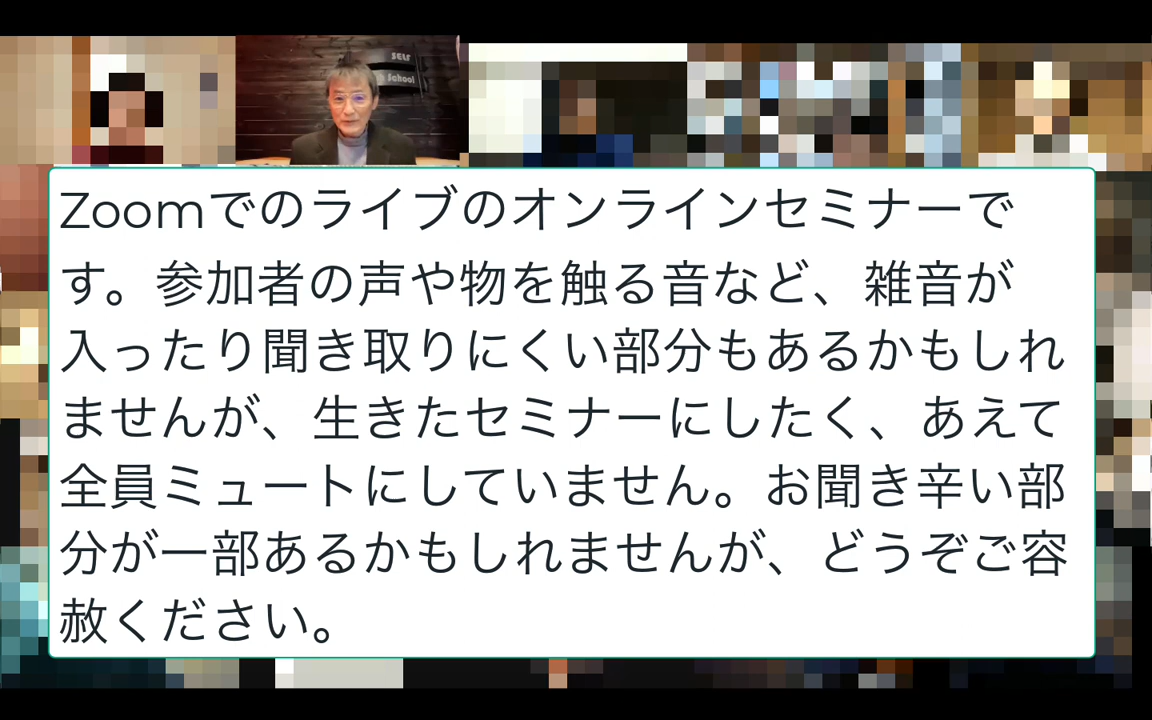 SELF
h School
Zoomでのライブのオンラインセミナーで
す。参加者の声や物を触る音など、雑音が
入ったり聞き取りにくい部分もあるかもしれ
ませんが、生きたセミナーにしたく、あえて
全員ミュートにしていません。お聞き辛い部
分が一部あるかもしれませんが、どうぞご容
赦ください。